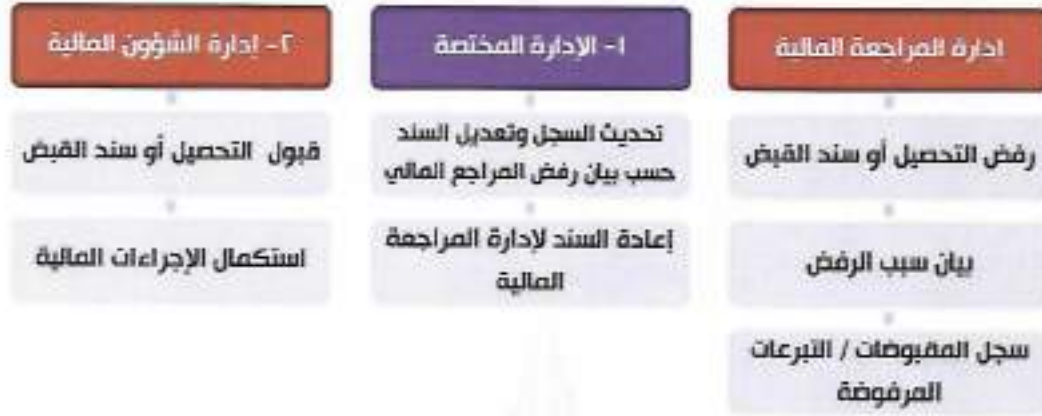 إدارة المراجعة المالية
رفض التحصيل أو سند القبض
بيان سبب الرفض
سجل المقبوضات / التبرعات
المرفوضة
١- الإدارة المختصة
تحديث السجل وتعديل السند
حسب بيان رفض المراجع المالي
إعادة السند لإدارة المراجعة
المالية
٢- إدارة الشؤون المالية
قبول التحصيل أو سند القبض
استكمال الإجراءات المالية